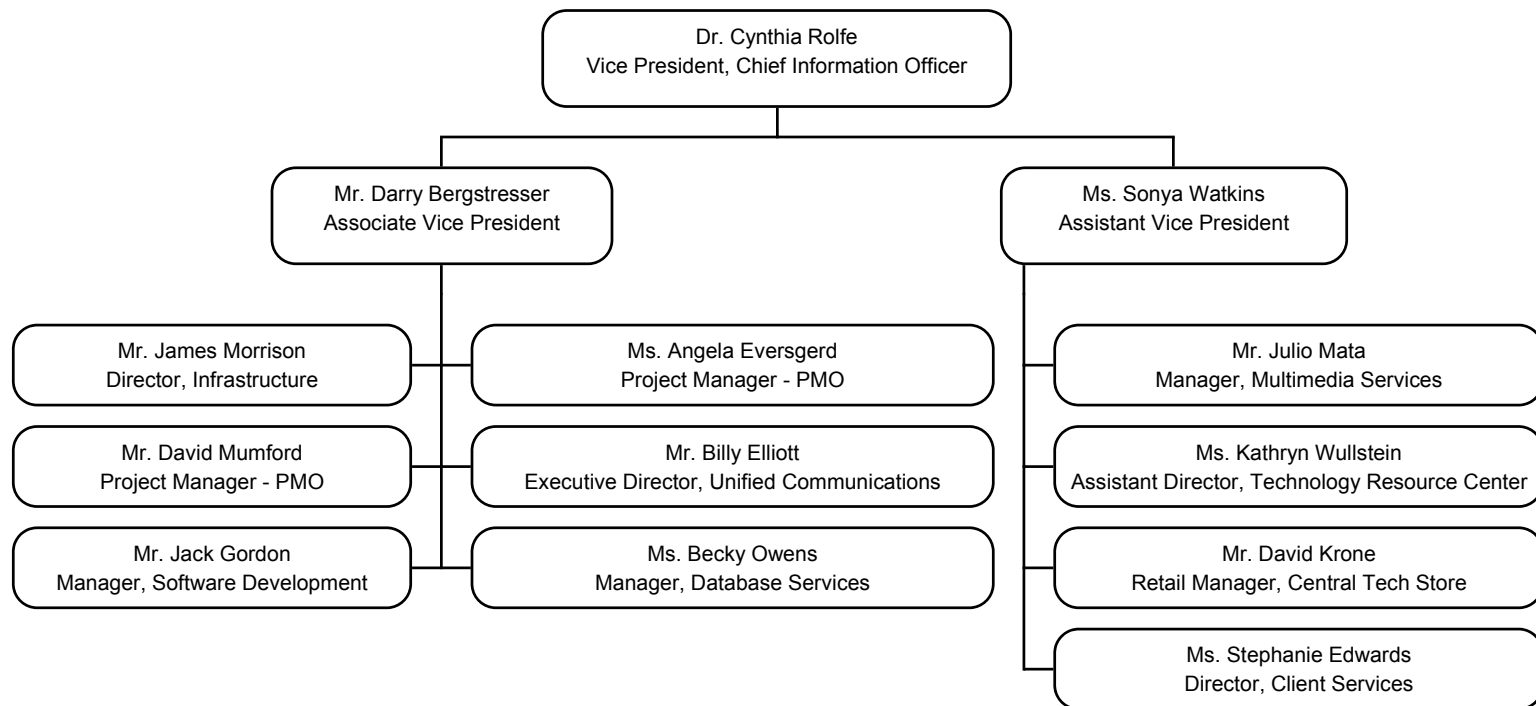 Dr. Cynthia Rolfe
Vice President, Chief Information Officer
Mr. Darry Bergstresser
Associate Vice President
Ms. Sonya Watkins
Assistant Vice President
Mr. James Morrison
Director, Infrastructure
Ms. Angela Eversgerd
Project Manager - PMO
Mr. Julio Mata
Manager, Multimedia Services
Mr. David Mumford
Project Manager - PMO
Mr. Billy Elliott
Executive Director, Unified Communications
Ms. Kathryn Wullstein
Assistant Director, Technology Resource Center
Mr. Jack Gordon
Manager, Software Development
Ms. Becky Owens
Manager, Database Services
Mr. David Krone
Retail Manager, Central Tech Store
Ms. Stephanie Edwards
Director, Client Services